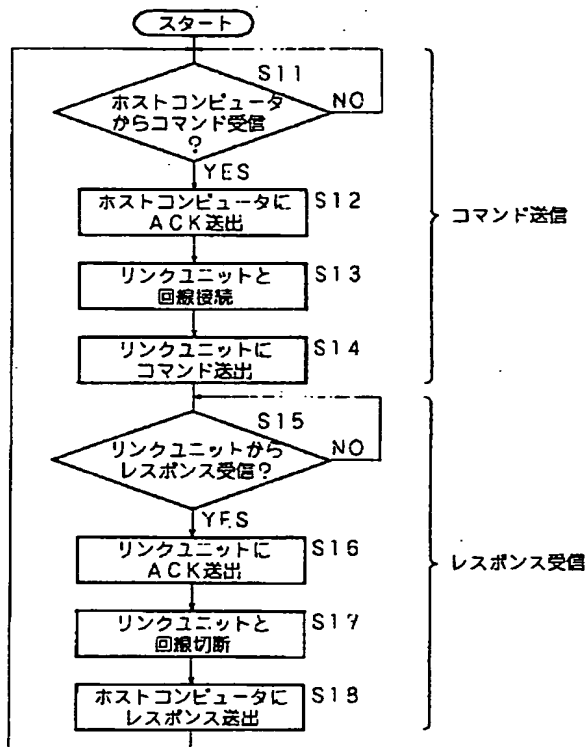 スタート
S11
ホストコンピュータ
からコマンド受信
?
NO
YES
ホストコンピュータに
ACK送出
S12
リンクユニットと
回線接続
S13
リンクユニットに
コマンド送出
S14
コマンド送信
S15
リンクユニットから
レスポンス受信?
NO
YES
リンクユニットに
ACK送出
S16
リンクユニットと
回線切断
S17
ホストコンピュータに
レスポンス送出
S18
レスポンス受信